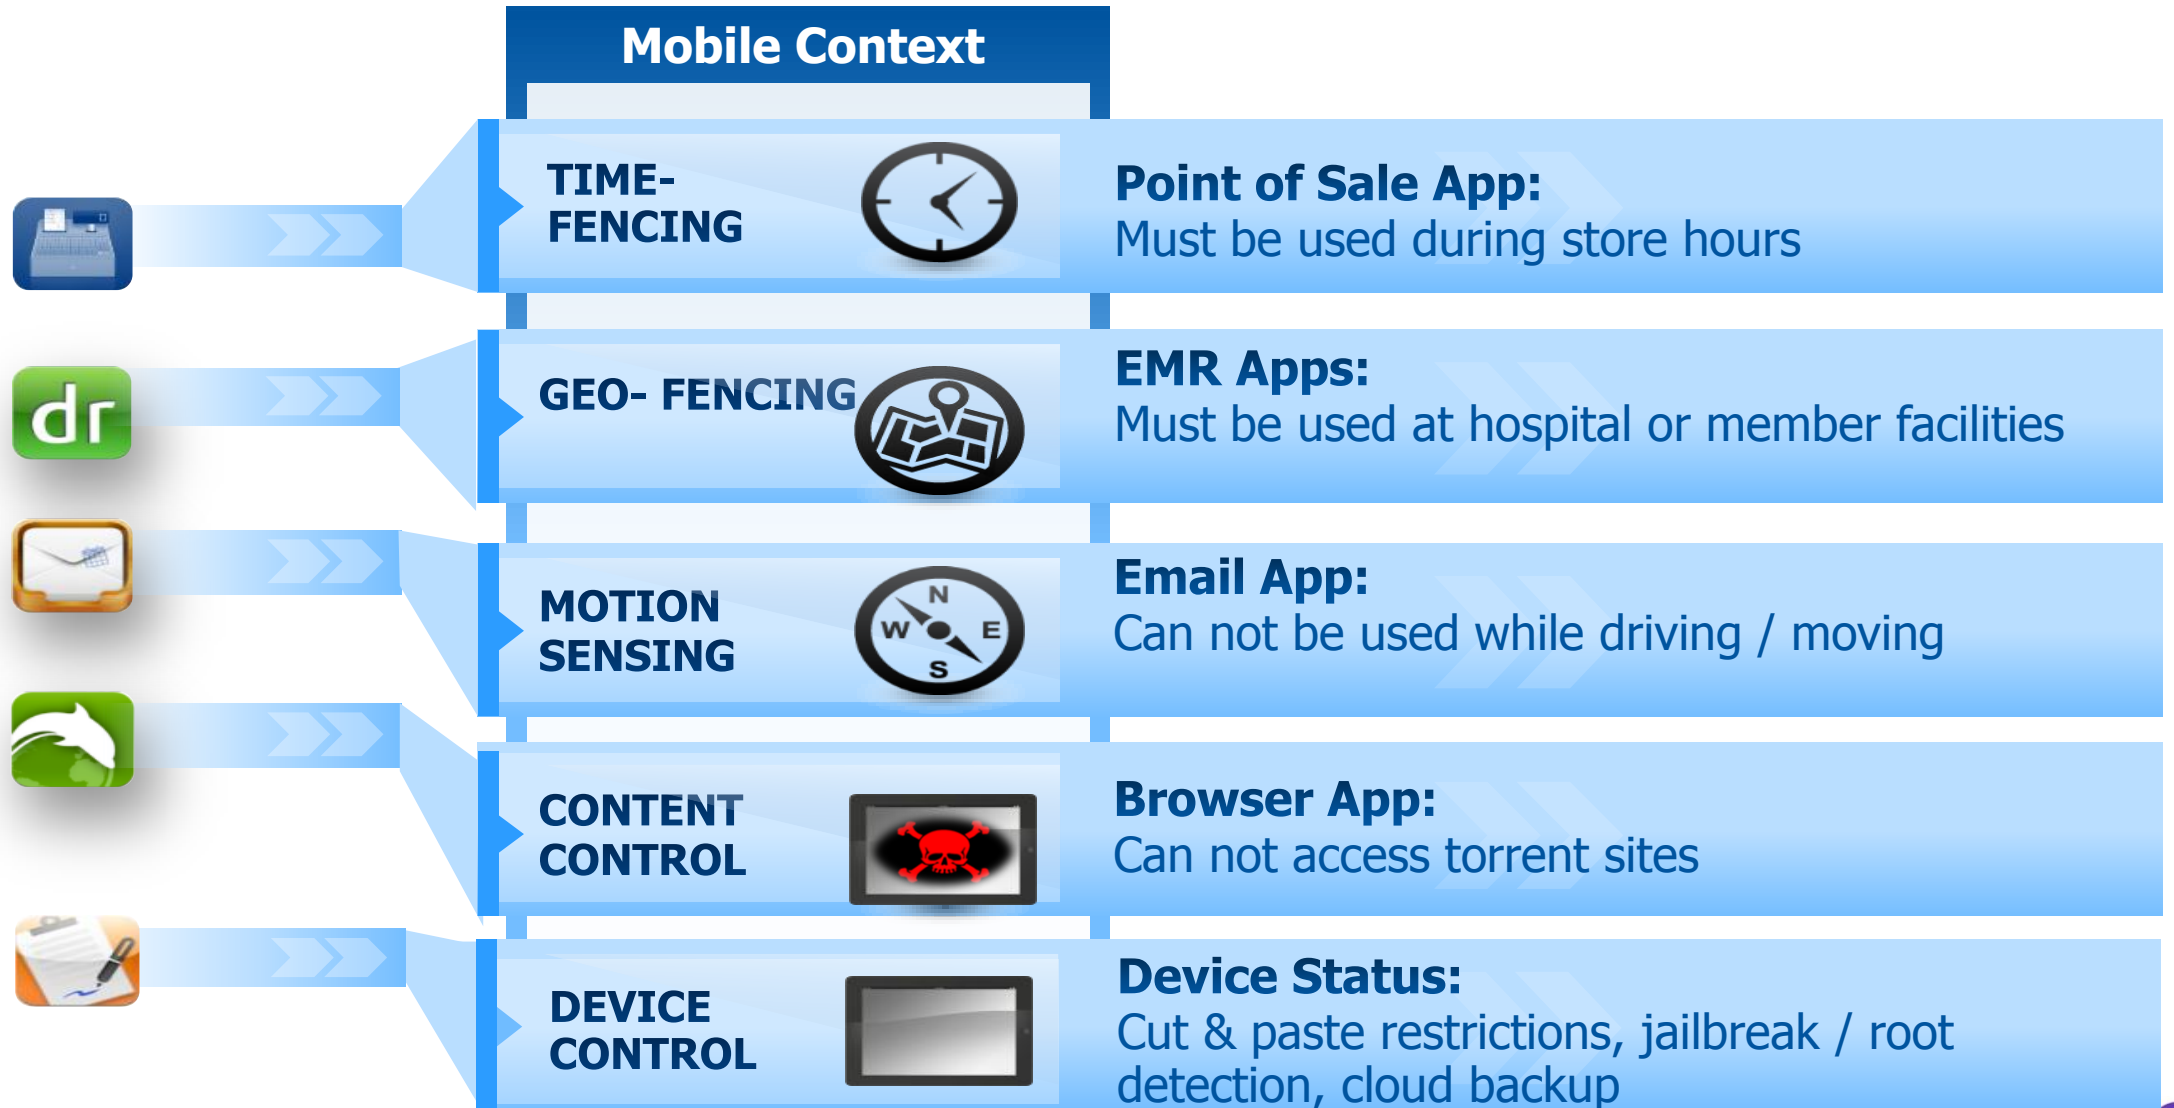 Mobile Context
TIME-
FENCING
Point of Sale App:
Must be used during store hours
dr
GEO- FENCING
EMR Apps:
Must be used at hospital or member facilities
MOTION
SENSING
N
W E
S
Email App:
Can not be used while driving / moving
CONTENT
CONTROL
Browser App:
Can not access torrent sites
DEVICE
CONTROL
Device Status:
Cut & paste restrictions, jailbreak / root
detection, cloud backup